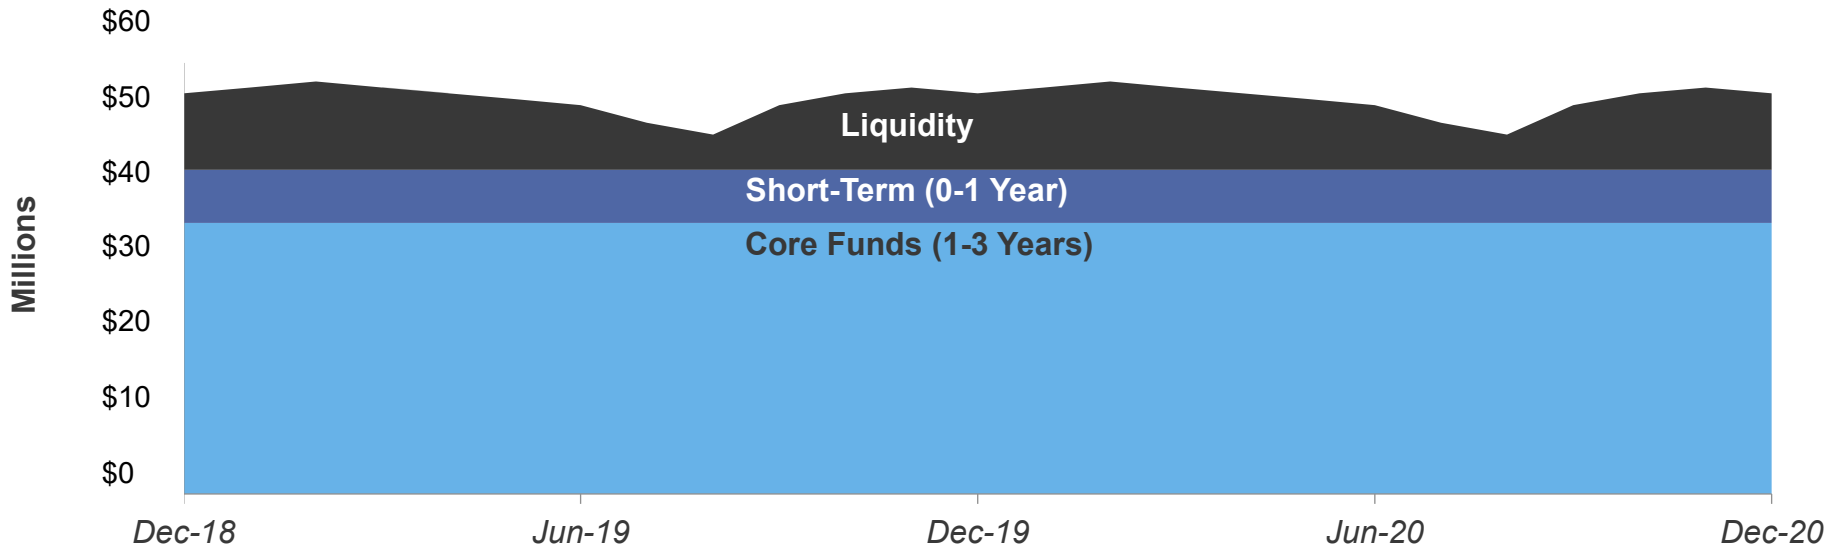 $60
$50
$40
$30
$20
$10
$0
Millions
Liquidity
Short-Term (0-1 Year)
Core Funds (1-3 Years)
Dec-18
Jun-19
Dec-19
Jun-20
Dec-20